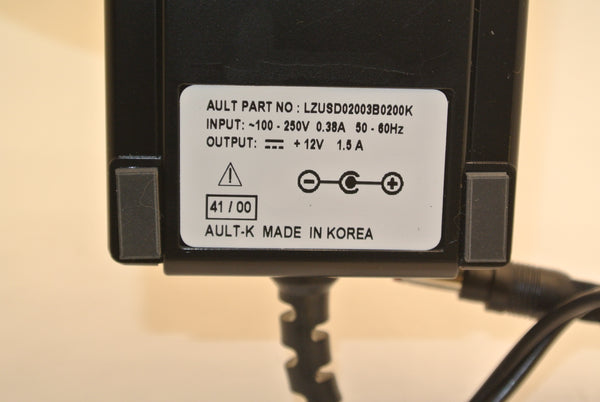 AULT PART NO : LZUSD02003B0200K
INPUT: ~100 - 250V 0.38A 50 - 60Hz
OUTPUT: ⎓ + 12V 1.5 A
41 / 00
AULT-K MADE IN KOREA